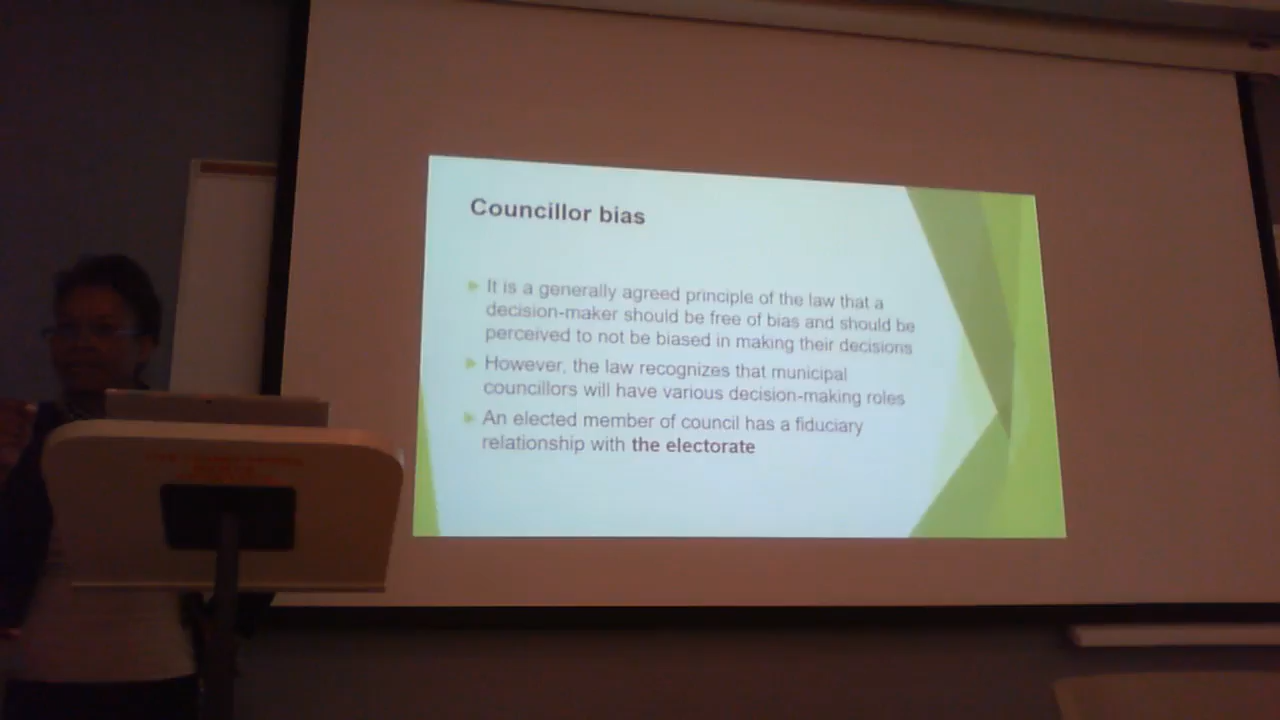 Councillor bias
It is a generally agreed principle of the law that a
decision-maker should be free of bias and should be
perceived to not be biased in making their decisions
However, the law recognizes that municipal
councillors will have various decision-making roles
An elected member of council has a fiduciary
relationship with the electorate